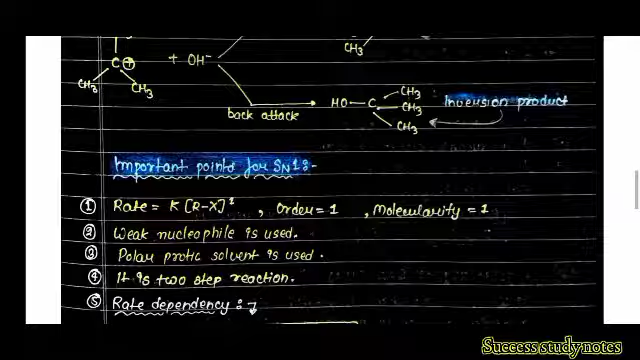 C⊕ + OH⁻
CH₃ CH₃
CH₃
back attack
HO—C—CH₃
CH₃
CH₃
Inversion product
Important points for SN1:-
① Rate = K [R-X]¹ , Order = 1 , Molecularity = 1
② Weak nucleophile is used.
③ Polar protic solvent is used.
④ It is two step reaction.
⑤ Rate dependency :↴
Success study notes